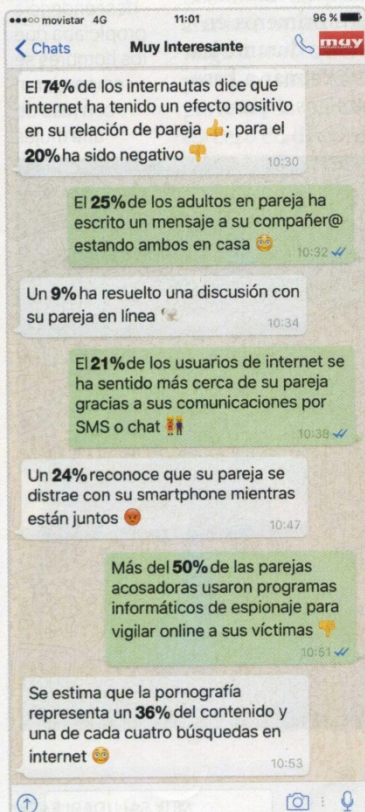 movistar 4G 11:01 96 %
Chats Muy Interesante muy
El 74% de los internautas dice que
internet ha tenido un efecto positivo
en su relación de pareja 👍; para el
20% ha sido negativo 👎
10:30
El 25% de los adultos en pareja ha
escrito un mensaje a su compañer@
estando ambos en casa 😳
10:32
Un 9% ha resuelto una discusión con
su pareja en línea
10:34
El 21% de los usuarios de internet se
ha sentido más cerca de su pareja
gracias a sus comunicaciones por
SMS o chat 👫
10:38
Un 24% reconoce que su pareja se
distrae con su smartphone mientras
están juntos 😡
10:47
Más del 50% de las parejas
acosadoras usaron programas
informáticos de espionaje para
vigilar online a sus víctimas 👎
10:51
Se estima que la pornografía
representa un 36% del contenido y
una de cada cuatro búsquedas en
internet 😳
10:53